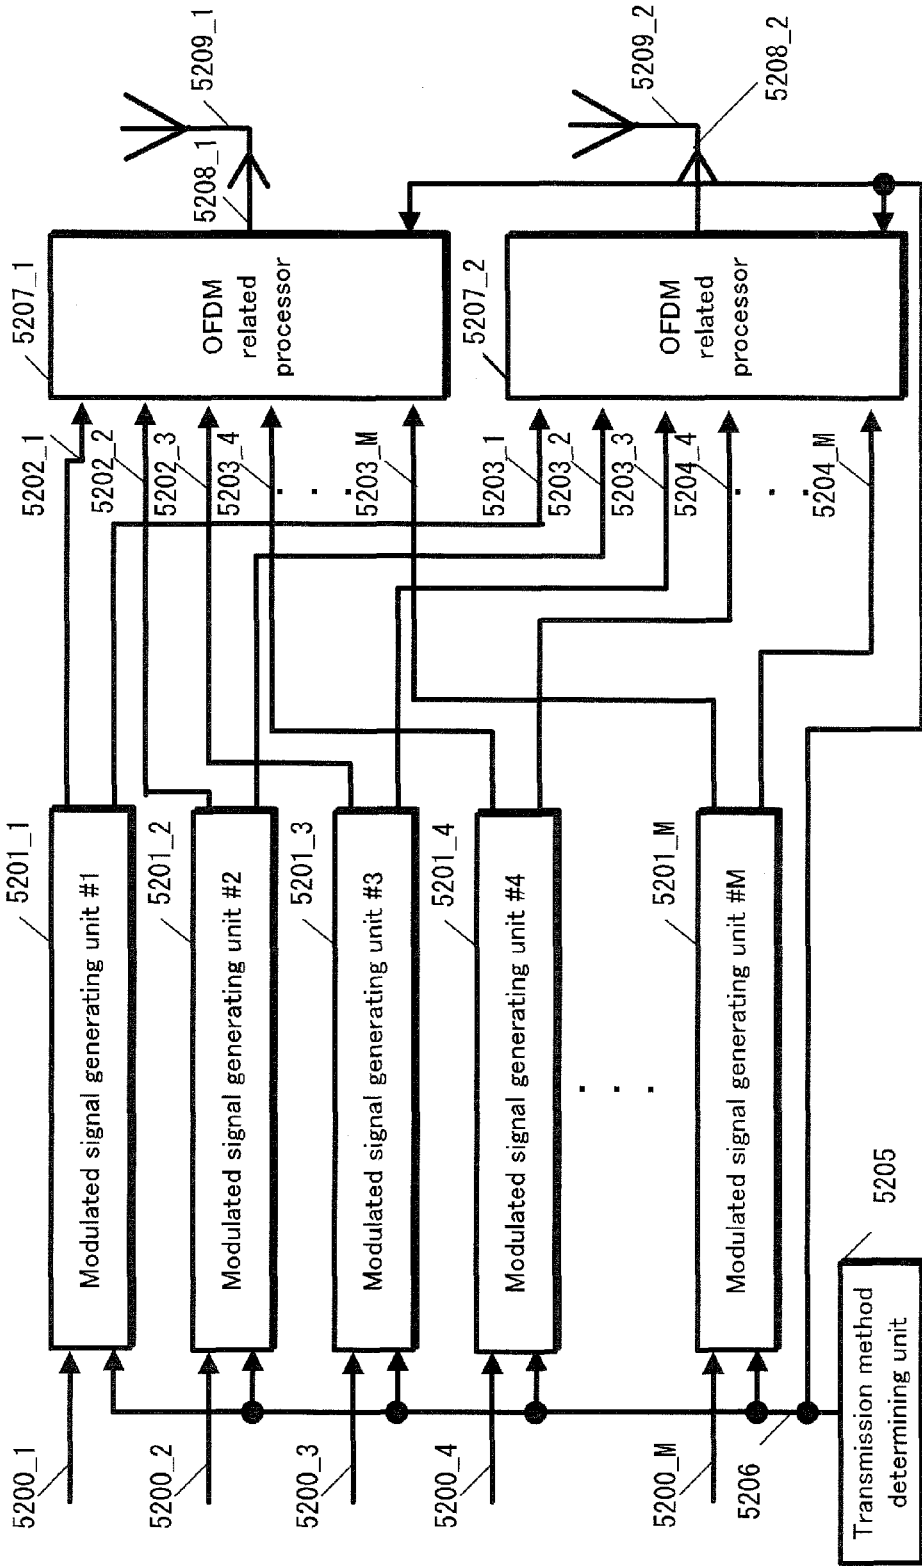 5200_1
5201_1
Modulated signal generating unit #1
5202_1
5207_1
OFDM
related
processor
5208_1
5209_1
5200_2
5201_2
Modulated signal generating unit #2
5202_2
5200_3
5201_3
Modulated signal generating unit #3
5202_3
5200_4
5201_4
Modulated signal generating unit #4
5203_4
. . .
5203_M
5200_M
5201_M
Modulated signal generating unit #M
. . .
5203_1
5203_2
5203_3
5204_4
. . .
5204_M
5207_2
OFDM
related
processor
5208_2
5209_2
5206
5205
Transmission method
determining unit